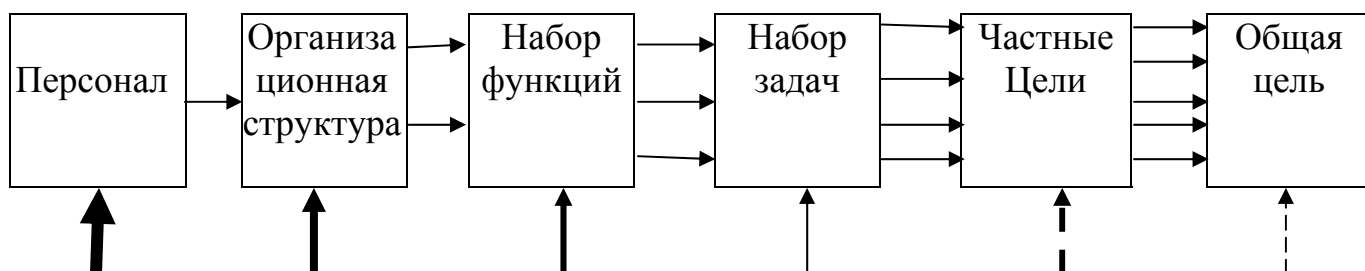 Персонал
Организа
ционная
структура
Набор
функций
Набор
задач
Частные
Цели
Общая
цель